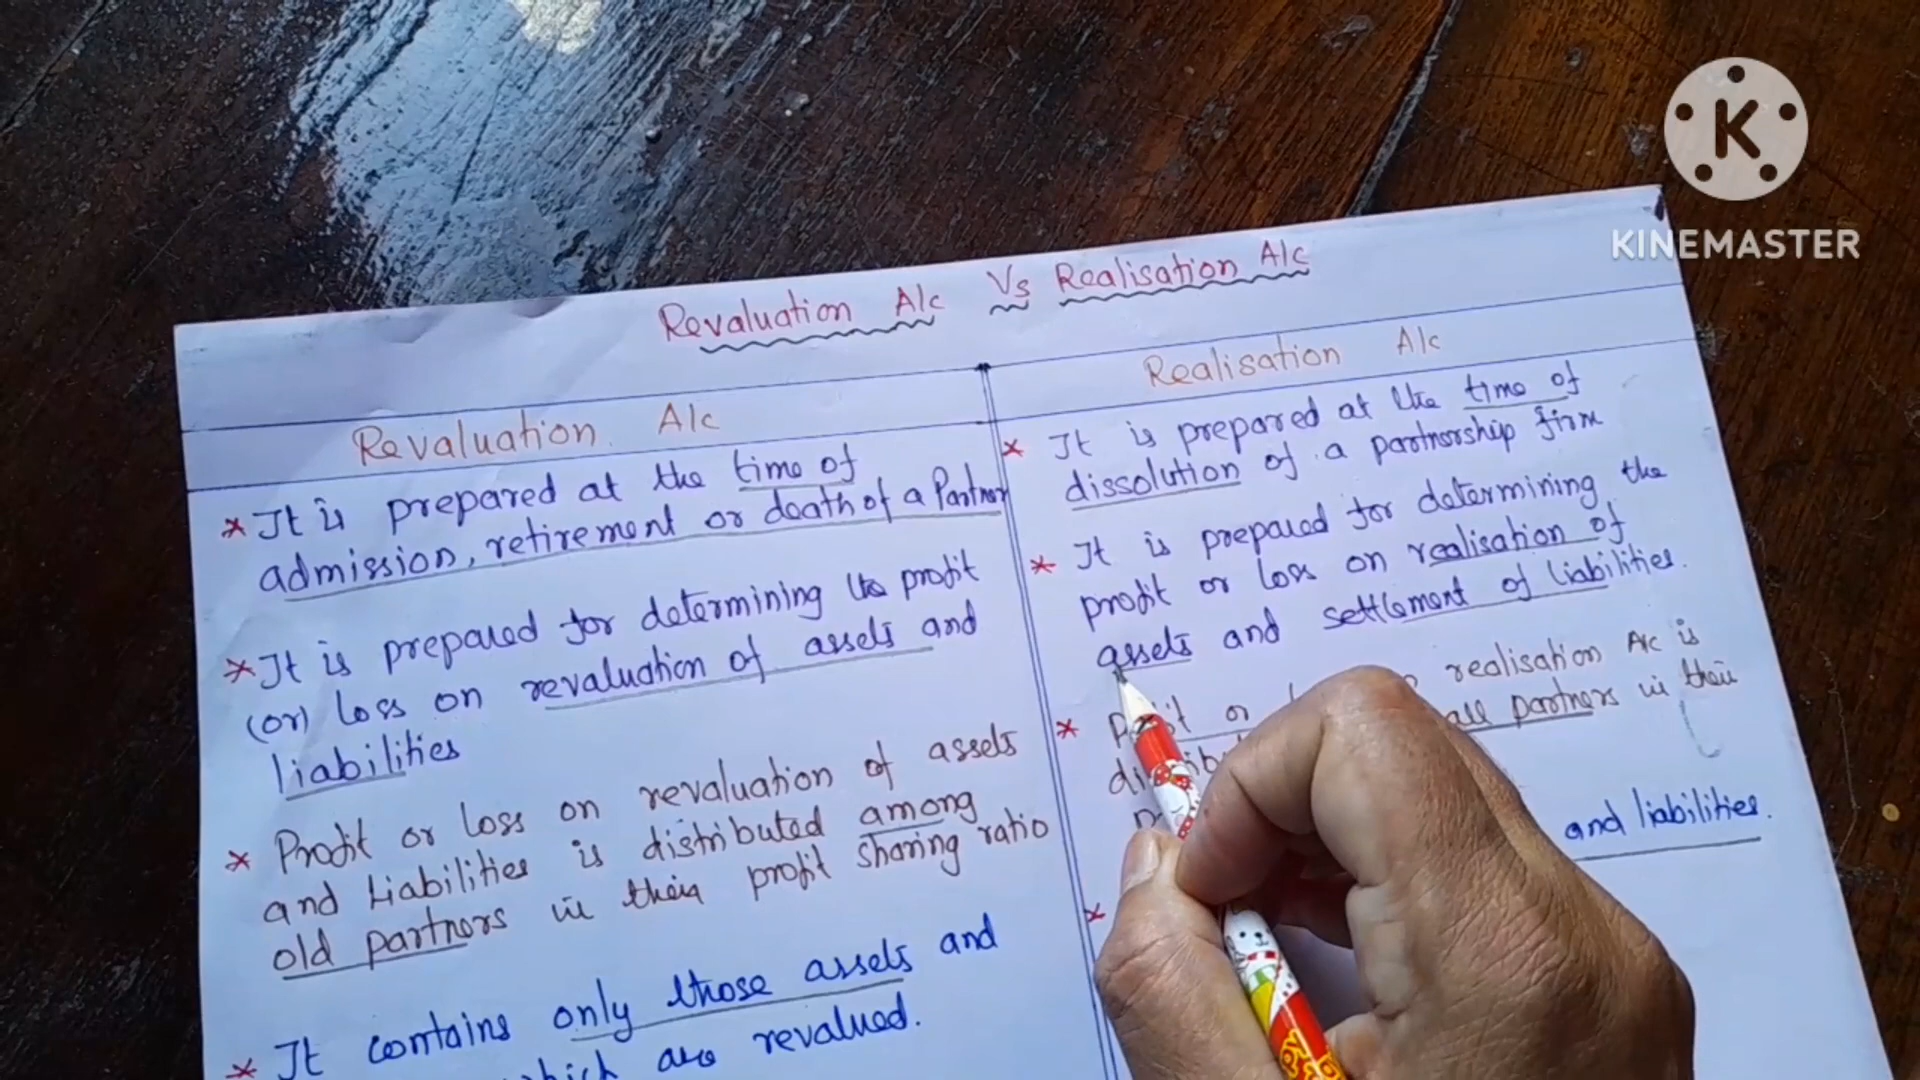 KINEMASTER
Revaluation A/c Vs Realisation A/c
Revaluation A/c
* It is prepared at the time of
admission, retirement or death of a Partner
* It is prepared for determining the profit
(or) loss on revaluation of assets and
liabilities
* Profit or loss on revaluation of assets
and Liabilities is distributed among
old partners in their profit sharing ratio
* It contains only those assets and
which are revalued.
Realisation A/c
* It is prepared at the time of
dissolution of a partnership firm
* It is prepared for determining the
profit or loss on realisation of
assets and settlement of liabilities.
* or realisation A/c is
all partners in their
and liabilities.
*